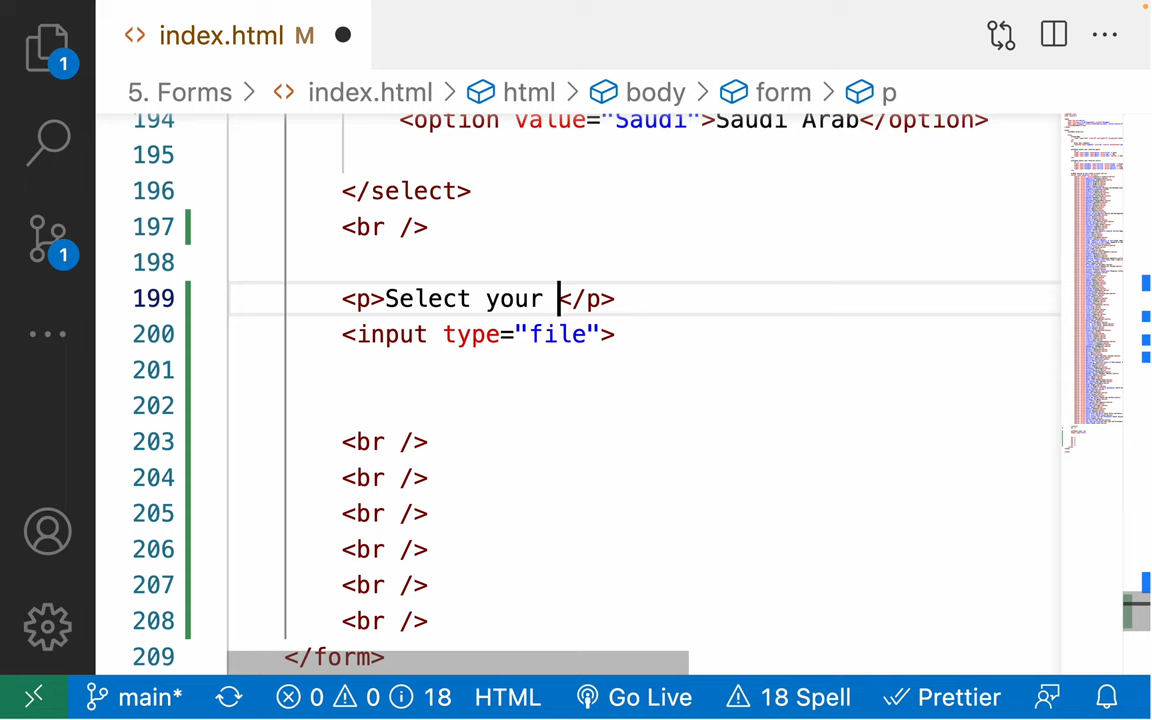 1
1
index.html M
5. Forms > index.html > html > body > form > p
194 <option value="Saudi">Saudi Arab</option>
195
196 </select>
197 <br />
198
199 <p>Select your </p>
200 <input type="file">
201
202
203 <br />
204 <br />
205 <br />
206 <br />
207 <br />
208 <br />
209 </form>
main* 0 0 18 HTML Go Live 18 Spell Prettier